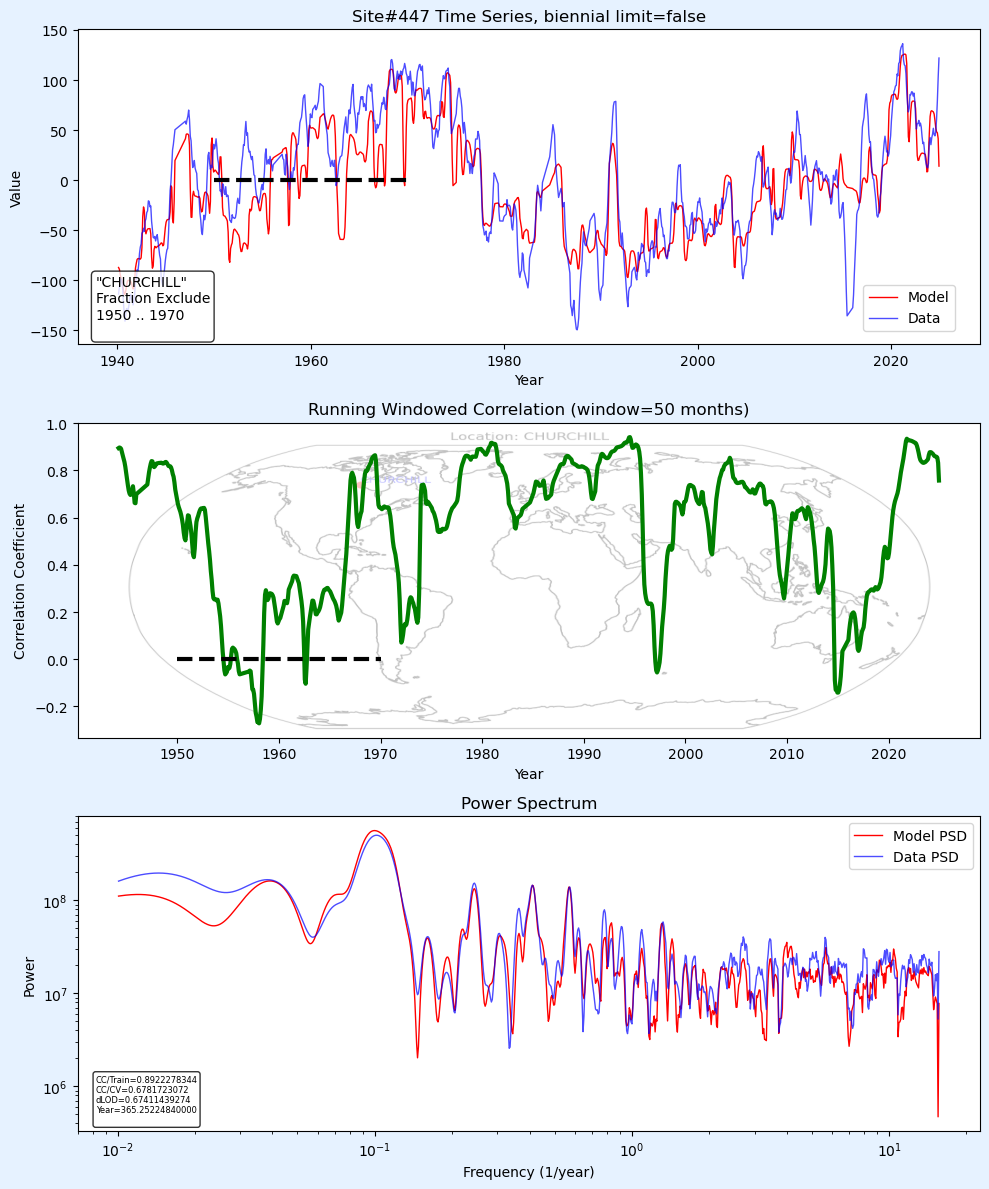 Site#447 Time Series, biennial limit=false
Value
150
100
50
0
−50
−100
−150
"CHURCHILL"
Fraction Exclude
1950 .. 1970
Model
Data
1940
1960
1980
2000
2020
Year
Running Windowed Correlation (window=50 months)
Location: CHURCHILL
Correlation Coefficient
1.0
0.8
0.6
0.4
0.2
0.0
−0.2
1950
1960
1970
1980
1990
2000
2010
2020
Year
Power Spectrum
Power
10⁸
10⁷
10⁶
Model PSD
Data PSD
CC/Train=0.8922278344
CC/CV=0.6781723072
dLOD=0.67411439274
Year=365.25224840000
10⁻²
10⁻¹
10⁰
10¹
Frequency (1/year)